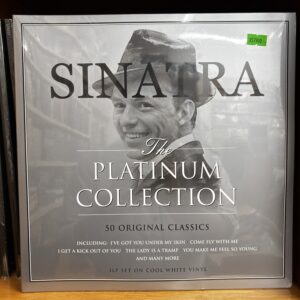 SINATRA
The
PLATINUM
COLLECTION
50 ORIGINAL CLASSICS
INCLUDING: I'VE GOT YOU UNDER MY SKIN COME FLY WITH ME
I GET A KICK OUT OF YOU THE LADY IS A TRAMP YOU MAKE ME FEEL SO YOUNG
AND MANY MORE
3LP SET ON COOL WHITE VINYL